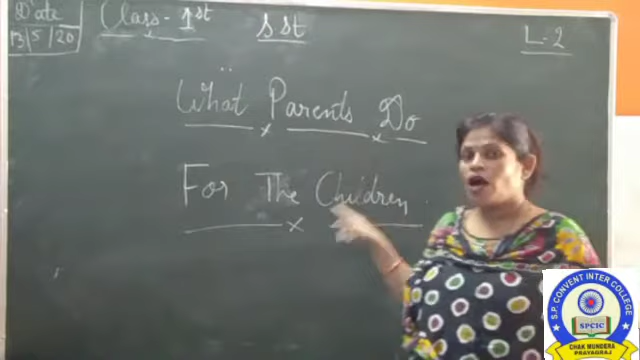 Date
13/5/20
Class - 1st
SSt
L-2
What Parents Do
For The Children.
S.P. CONVENT INTER COLLEGE
SPCIC
CHAK MUNDERA
PRAYAGRAJ